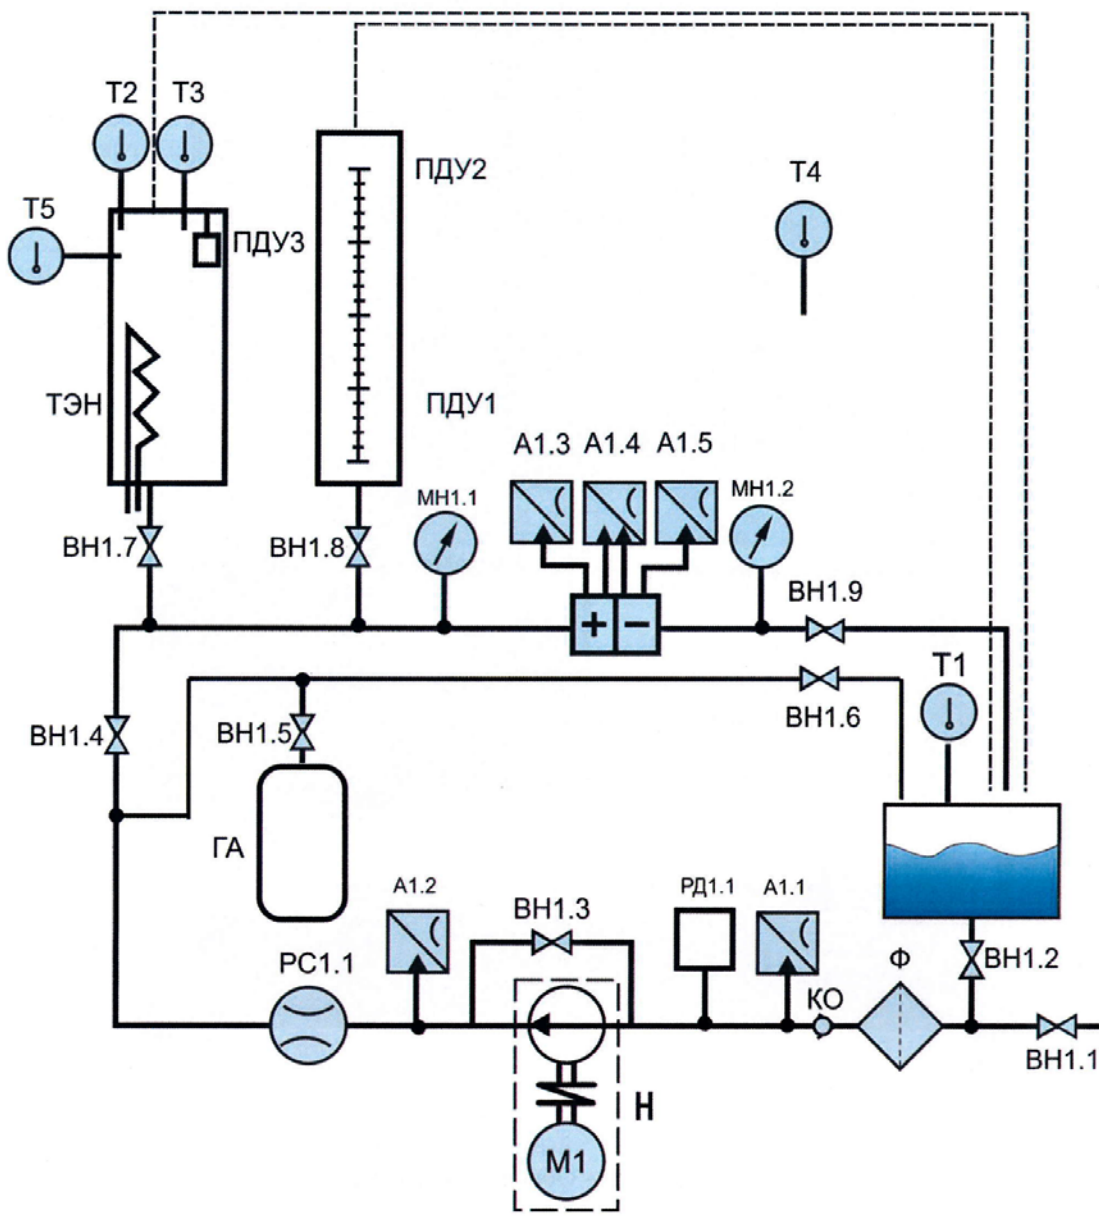 Т2 Т3
Т5
ПДУ3
ПДУ2
Т4
ТЭН
ПДУ1
А1.3 А1.4 А1.5
МН1.1
МН1.2
ВН1.7
ВН1.8
ВН1.9
+ −
Т1
ВН1.4
ВН1.5
ВН1.6
ГА
А1.2
ВН1.3
РД1.1
А1.1
РС1.1
КО
Ф
ВН1.2
ВН1.1
Н
М1